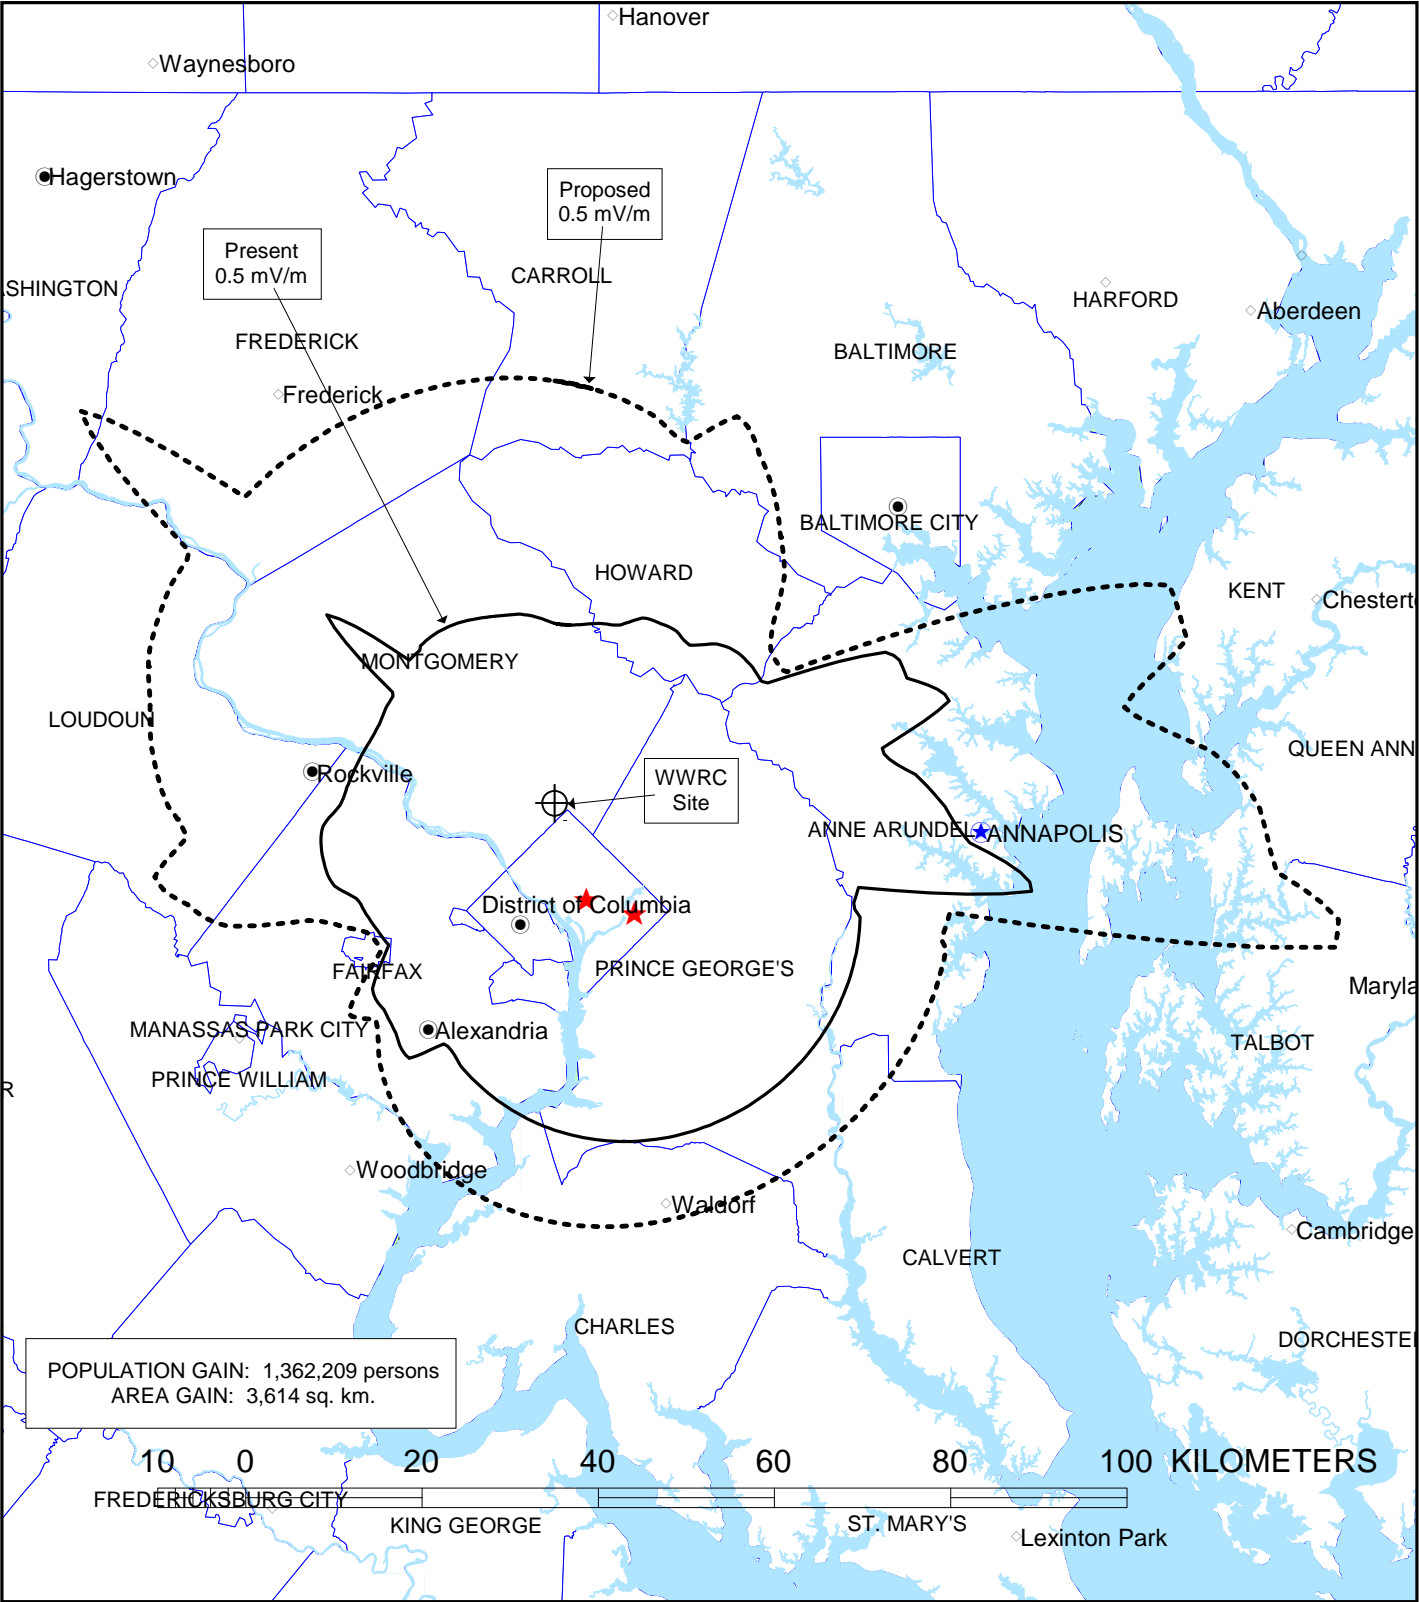 Hanover
Waynesboro
Hagerstown
Proposed
0.5 mV/m
Present
0.5 mV/m
CARROLL
ASHINGTON
HARFORD
Aberdeen
FREDERICK
BALTIMORE
Frederick
BALTIMORE CITY
HOWARD
KENT
Chesterto
MONTGOMERY
LOUDOUN
QUEEN ANN
Rockville
WWRC
Site
ANNE ARUNDEL
ANNAPOLIS
District of Columbia
FAIRFAX
PRINCE GEORGE'S
Maryla
MANASSAS PARK CITY
Alexandria
TALBOT
PRINCE WILLIAM
R
Woodbridge
Waldorf
Cambridge
CALVERT
CHARLES
DORCHESTE
POPULATION GAIN: 1,362,209 persons
AREA GAIN: 3,614 sq. km.
10 0 20 40 60 80 100 KILOMETERS
FREDERICKSBURG CITY
KING GEORGE
ST. MARY'S
Lexinton Park